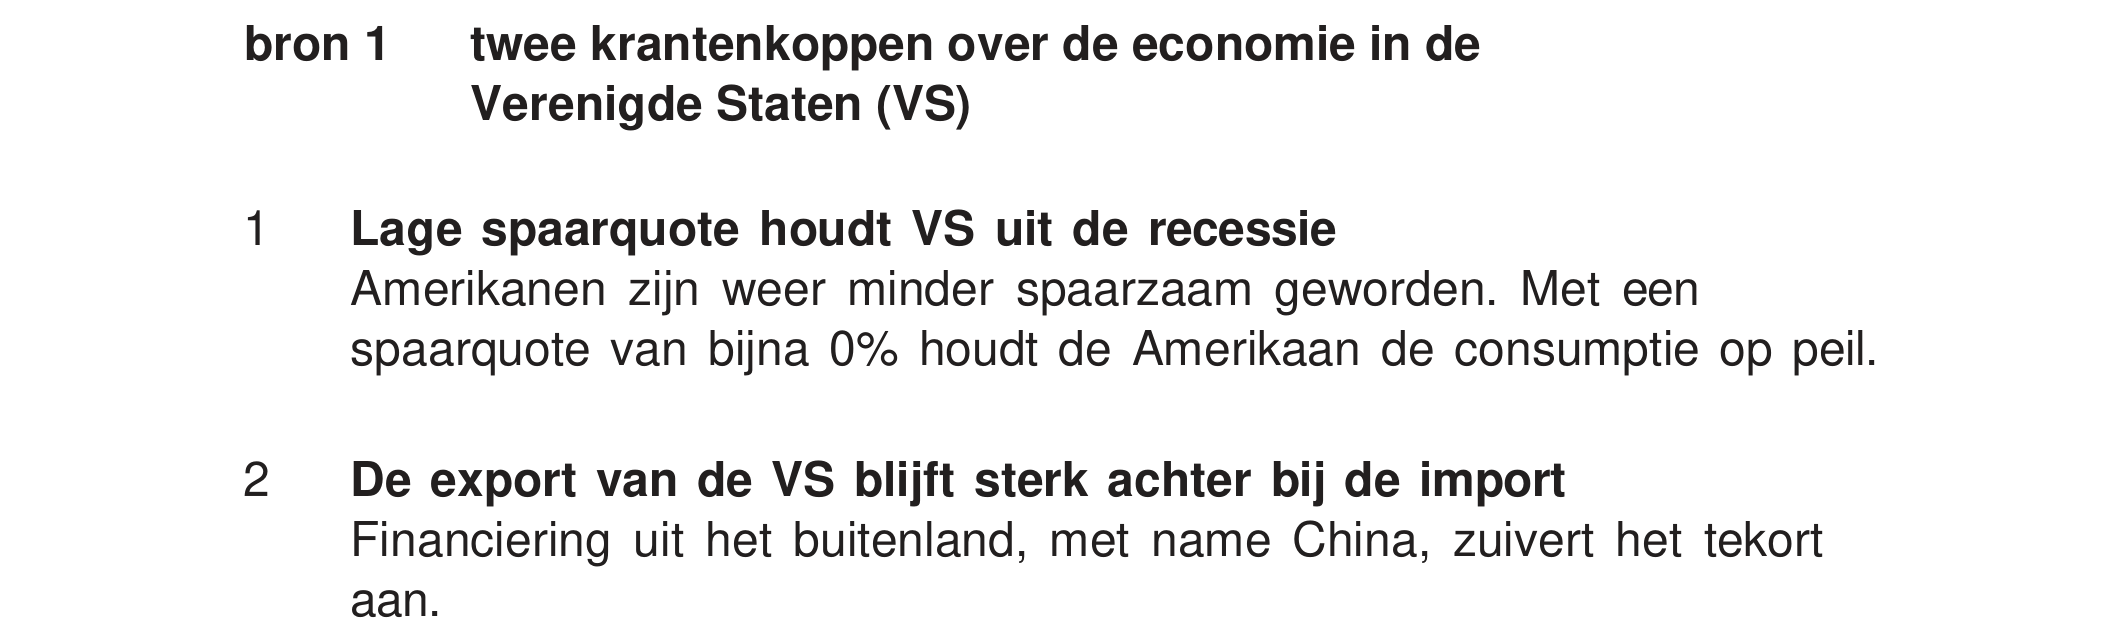 bron 1 twee krantenkoppen over de economie in de
Verenigde Staten (VS)
1 Lage spaarquote houdt VS uit de recessie
Amerikanen zijn weer minder spaarzaam geworden. Met een
spaarquote van bijna 0% houdt de Amerikaan de consumptie op peil.
2 De export van de VS blijft sterk achter bij de import
Financiering uit het buitenland, met name China, zuivert het tekort
aan.